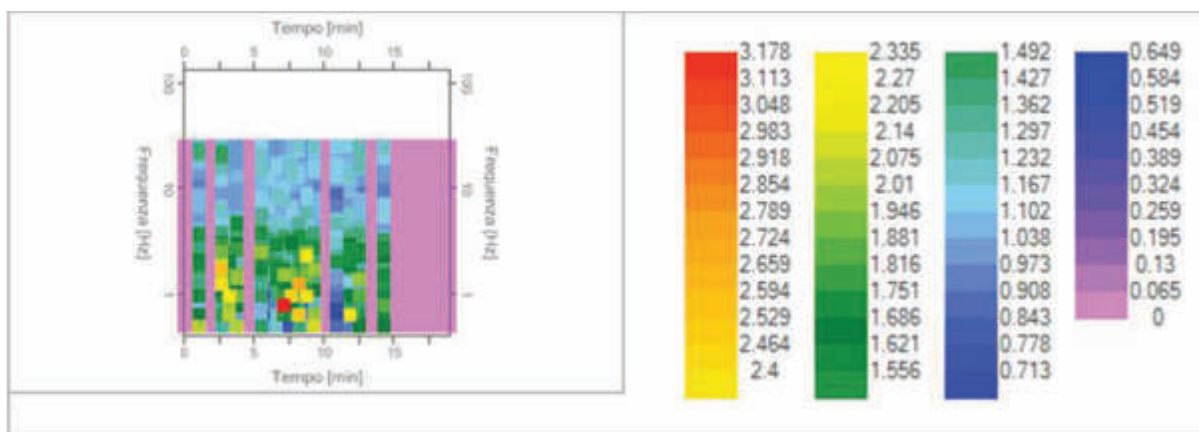 Tempo [min]
0 5 10 15
100 100
Frequenza [Hz] Frequenza [Hz]
10 10
1 1
0 5 10 15
Tempo [min]
3.178 2.335 1.492 0.649
3.113 2.27 1.427 0.584
3.048 2.205 1.362 0.519
2.983 2.14 1.297 0.454
2.918 2.075 1.232 0.389
2.854 2.01 1.167 0.324
2.789 1.946 1.102 0.259
2.724 1.881 1.038 0.195
2.659 1.816 0.973 0.13
2.594 1.751 0.908 0.065
2.529 1.686 0.843 0
2.464 1.621 0.778
2.4 1.556 0.713